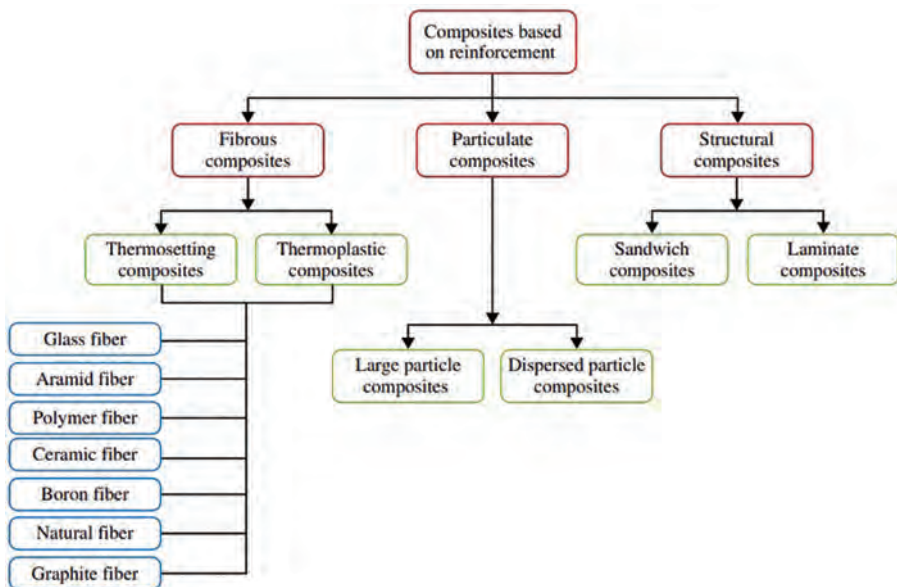 Composites based
on reinforcement
Fibrous
composites
Particulate
composites
Structural
composites
Thermosetting
composites
Thermoplastic
composites
Sandwich
composites
Laminate
composites
Glass fiber
Aramid fiber
Polymer fiber
Ceramic fiber
Boron fiber
Natural fiber
Graphite fiber
Large particle
composites
Dispersed particle
composites